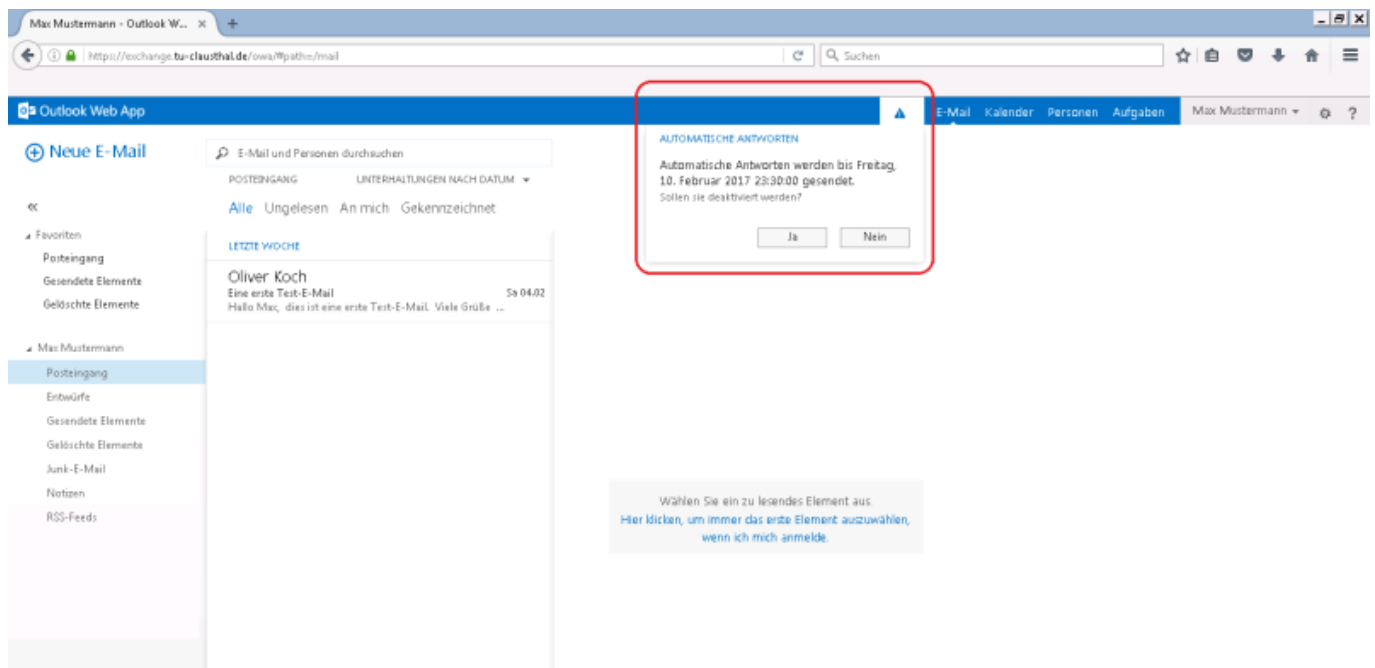 Max Mustermann - Outlook W...
https://exchange.tu-clausthal.de/owa/#path=/mail
Suchen
Outlook Web App
E-Mail Kalender Personen Aufgaben Max Mustermann ?
Neue E-Mail
E-Mail und Personen durchsuchen
POSTEINGANG UNTERHALTUNGEN NACH DATUM
Alle Ungelesen An mich Gekennzeichnet
LETZTE WOCHE
Oliver Koch
Eine erste Test-E-Mail Sa 04.02
Hallo Max, dies ist eine erste Test-E-Mail. Viele Grüße ...
Favoriten
Posteingang
Gesendete Elemente
Gelöschte Elemente
Max Mustermann
Posteingang
Entwürfe
Gesendete Elemente
Gelöschte Elemente
Junk-E-Mail
Notizen
RSS-Feeds
AUTOMATISCHE ANTWORTEN
Automatische Antworten werden bis Freitag,
10. Februar 2017 23:30:00 gesendet.
Sollen sie deaktiviert werden?
Ja Nein
Wählen Sie ein zu lesendes Element aus.
Hier klicken, um immer das erste Element auszuwählen,
wenn ich mich anmelde.